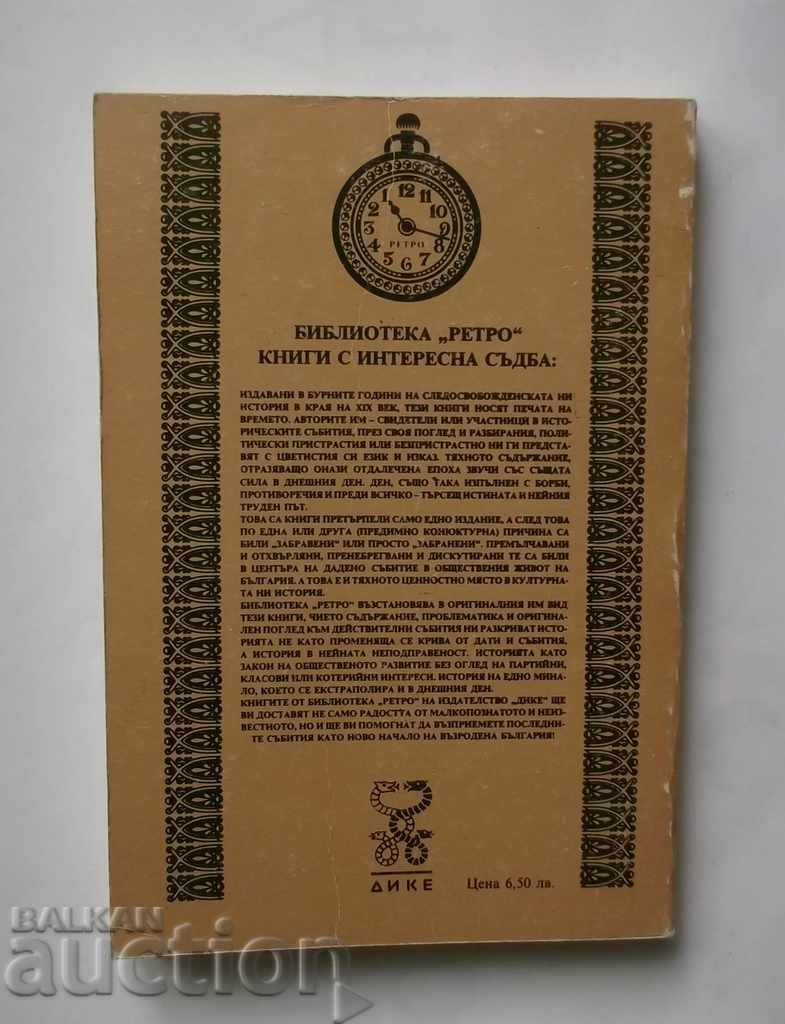 12
11
10
9
8
7
6
5
4
3
2
РЕТРО
БИБЛИОТЕКА „РЕТРО“
КНИГИ С ИНТЕРЕСНА СЪДБА:
ИЗДАВАНИ В БУРНИТЕ ГОДИНИ НА СЛЕДОСВОБОЖДЕНСКАТА НИ
ИСТОРИЯ В КРАЯ НА XIX ВЕК, ТЕЗИ КНИГИ НОСЯТ ПЕЧАТА НА
ВРЕМЕТО. АВТОРИТЕ ИМ – СВИДЕТЕЛИ ИЛИ УЧАСТНИЦИ В ИСТО-
РИЧЕСКИТЕ СЪБИТИЯ, ПРЕЗ СВОЯ ПОГЛЕД И РАЗБИРАНИЯ, ПОЛИ-
ТИЧЕСКИ ПРИСТРАСТИЯ ИЛИ БЕЗПРИСТРАСТНО НИ ГИ ПРЕДСТА-
ВЯТ С ЦВЕТИСТИЯ СИ ЕЗИК И ИЗКАЗ. ТЯХНОТО СЪДЪРЖАНИЕ,
ОТРАЗЯВАЩО ОНАЗИ ОТДАЛЕЧЕНА ЕПОХА ЗВУЧИ СЪС СЪЩАТА
СИЛА В ДНЕШНИЯ ДЕН. ДЕН, СЪЩО ТАКА ИЗПЪЛНЕН С БОРБИ,
ПРОТИВОРЕЧИЯ И ПРЕДИ ВСИЧКО – ТЪРСЕЩ ИСТИНАТА И НЕЙНИЯ
ТРУДЕН ПЪТ.
ТОВА СА КНИГИ ПРЕТЪРПЕЛИ САМО ЕДНО ИЗДАНИЕ, А СЛЕД ТОВА
ПО ЕДНА ИЛИ ДРУГА (ПРЕДИМНО КОНЮКТУРНА) ПРИЧИНА СА
БИЛИ „ЗАБРАВЕНИ“ ИЛИ ПРОСТО „ЗАБРАНЕНИ“. ПРЕМЪЛЧАВАНИ
И ОТХВЪРЛЯНИ, ПРЕНЕБРЕГВАНИ И ДИСКУТИРАНИ ТЕ СА БИЛИ
В ЦЕНТЪРА НА ДАДЕНО СЪБИТИЕ В ОБЩЕСТВЕНИЯ ЖИВОТ НА
БЪЛГАРИЯ. А ТОВА Е И ТЯХНОТО ЦЕННОСТНО МЯСТО В КУЛТУРНА-
ТА НИ ИСТОРИЯ.
БИБЛИОТЕКА „РЕТРО“ ВЪЗСТАНОВЯВА В ОРИГИНАЛНИЯ ИМ ВИД
ТЕЗИ КНИГИ, ЧИЕТО СЪДЪРЖАНИЕ, ПРОБЛЕМАТИКА И ОРИГИНА-
ЛЕН ПОГЛЕД КЪМ ДЕЙСТВИТЕЛНИ СЪБИТИЯ НИ РАЗКРИВАТ ИСТО-
РИЯТА НЕ КАТО ПРОМЕНЯЩА СЕ КРИВА ОТ ДАТИ И СЪБИТИЯ,
А ИСТОРИЯ В НЕЙНАТА НЕПОДПРАВЕНОСТ. ИСТОРИЯТА КАТО
ЗАКОН НА ОБЩЕСТВЕНОТО РАЗВИТИЕ БЕЗ ОГЛЕД НА ПАРТИЙНИ,
КЛАСОВИ ИЛИ КОТЕРИЙНИ ИНТЕРЕСИ. ИСТОРИЯ НА ЕДНО МИНА-
ЛО, КОЕТО СЕ ЕКСТРАПОЛИРА И В ДНЕШНИЯ ДЕН.
КНИГИТЕ ОТ БИБЛИОТЕКА „РЕТРО“ НА ИЗДАТЕЛСТВО „ДИКЕ“ ЩЕ
ВИ ДОСТАВЯТ НЕ САМО РАДОСТТА ОТ МАЛКОПОЗНАТОТО И НЕИЗ-
ВЕСТНОТО, НО И ЩЕ ВИ ПОМОГНАТ ДА ВЪЗПРИЕМЕТЕ ПОСЛЕДНИ-
ТЕ СЪБИТИЯ КАТО НОВО НАЧАЛО НА ВЪЗРОДЕНА БЪЛГАРИЯ!
ДИКЕ
Цена 6,50 лв.
BALKAN
auction